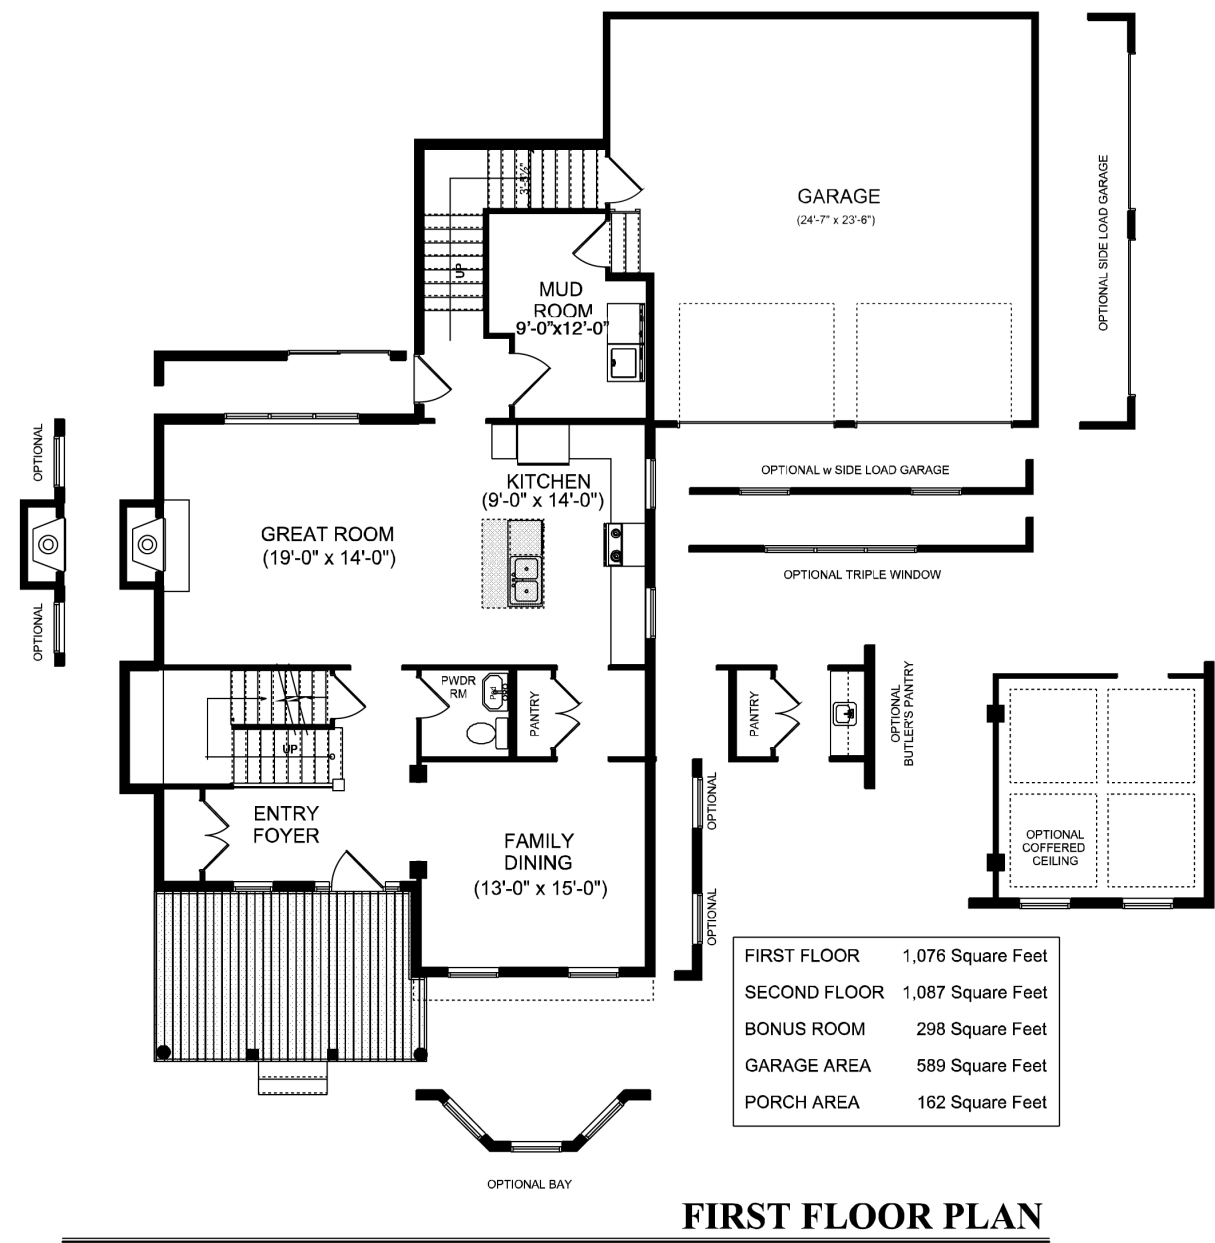 GARAGE
(24'-7" x 23'-6")
OPTIONAL SIDE LOAD GARAGE
3'-5½"
UP
MUD
ROOM
9'-0"x12'-0"
OPTIONAL
OPTIONAL
GREAT ROOM
(19'-0" x 14'-0")
KITCHEN
(9'-0" x 14'-0")
OPTIONAL w SIDE LOAD GARAGE
OPTIONAL TRIPLE WINDOW
UP
PWDR
RM
Ped
PANTRY
PANTRY
OPTIONAL
BUTLER'S PANTRY
ENTRY
FOYER
FAMILY
DINING
(13'-0" x 15'-0")
OPTIONAL
OPTIONAL
OPTIONAL
COFFERED
CEILING
FIRST FLOOR 1,076 Square Feet
SECOND FLOOR 1,087 Square Feet
BONUS ROOM 298 Square Feet
GARAGE AREA 589 Square Feet
PORCH AREA 162 Square Feet
OPTIONAL BAY
FIRST FLOOR PLAN